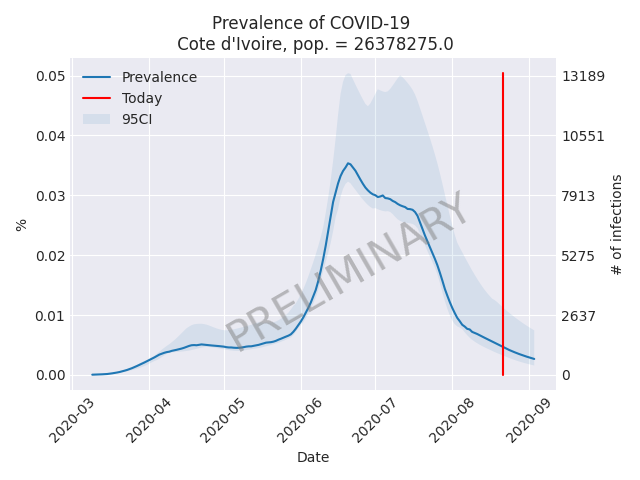 Prevalence of COVID-19
Cote d'Ivoire, pop. = 26378275.0
Prevalence
Today
95CI
0.05
0.04
0.03
0.02
0.01
0.00
%
13189
10551
7913
5275
2637
0
# of infections
PRELIMINARY
2020-03
2020-04
2020-05
2020-06
2020-07
2020-08
2020-09
Date